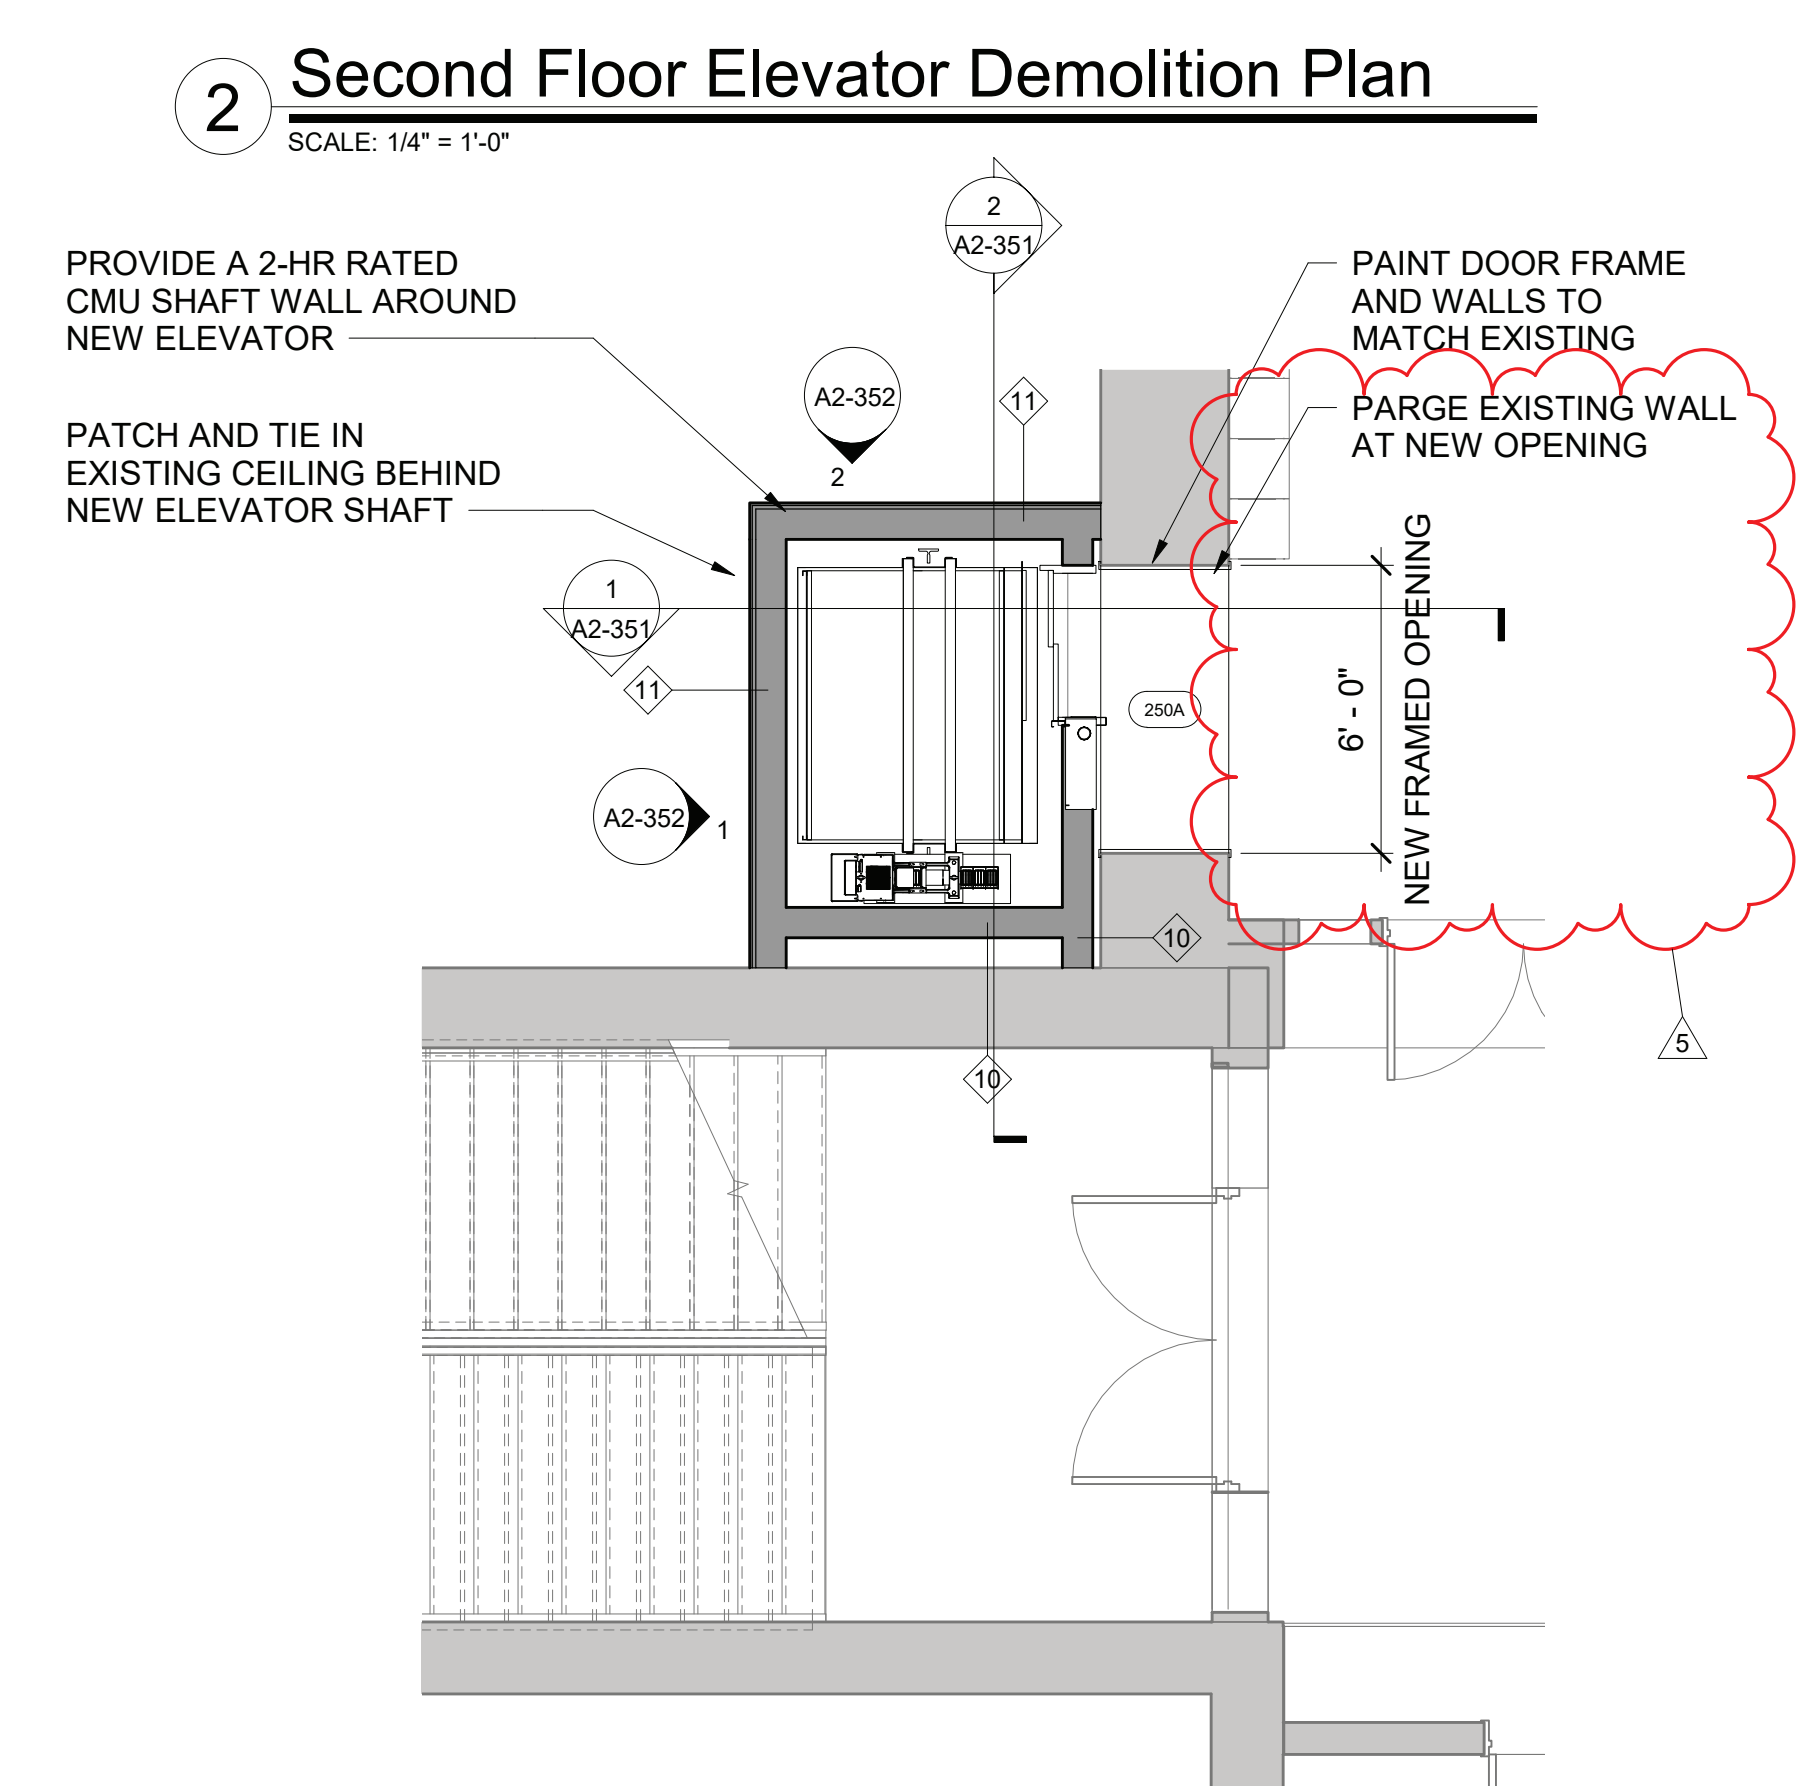 2
Second Floor Elevator Demolition Plan
SCALE: 1/4" = 1'-0"
2
A2-351
PROVIDE A 2-HR RATED
CMU SHAFT WALL AROUND
NEW ELEVATOR
PAINT DOOR FRAME
AND WALLS TO
MATCH EXISTING
A2-352
2
11
PARGE EXISTING WALL
AT NEW OPENING
PATCH AND TIE IN
EXISTING CEILING BEHIND
NEW ELEVATOR SHAFT
1
A2-351
11
250A
6' - 0"
NEW FRAMED OPENING
A2-352
1
10
10
5